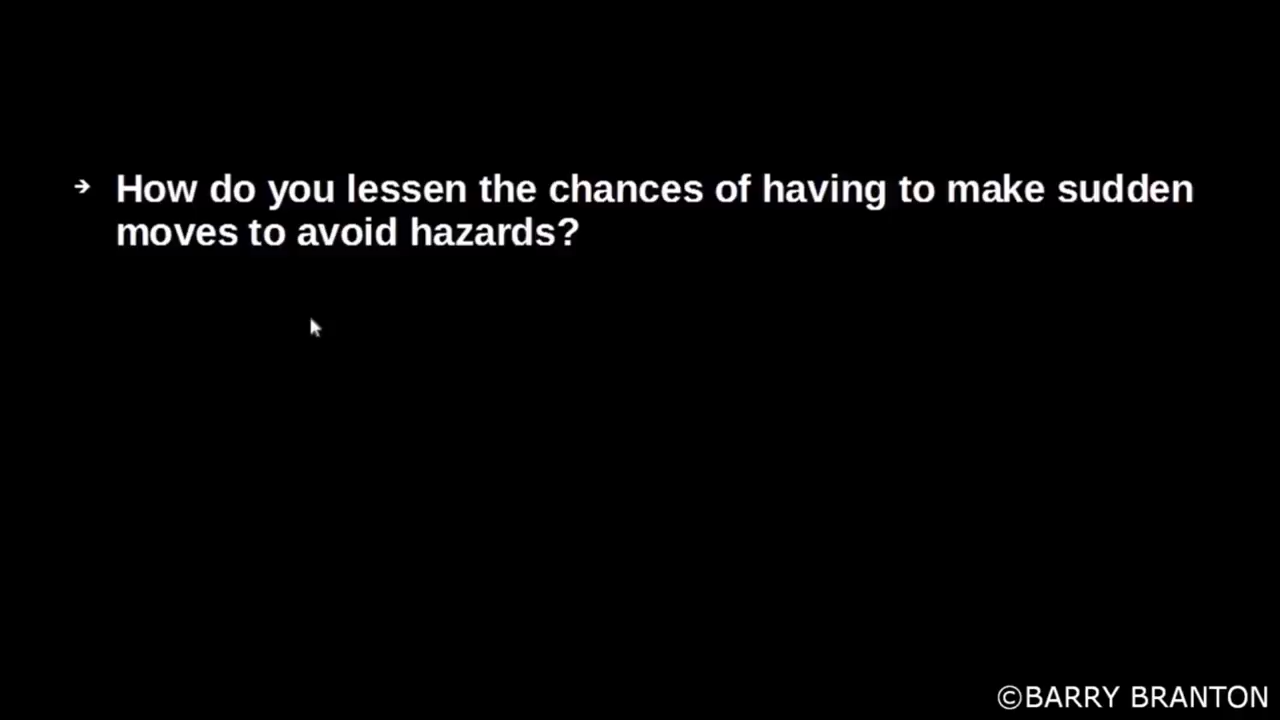 ➔ How do you lessen the chances of having to make sudden
moves to avoid hazards?
©BARRY BRANTON